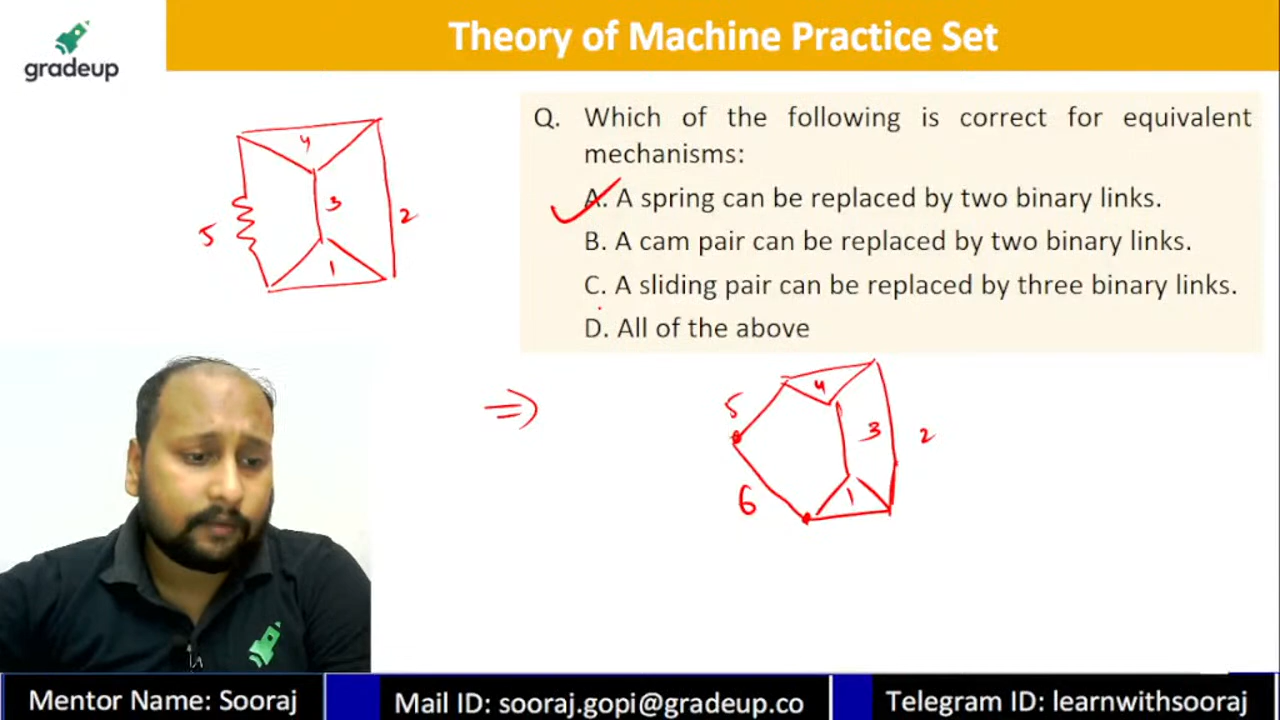 Theory of Machine Practice Set
gradeup
Q. Which of the following is correct for equivalent
mechanisms:
A. A spring can be replaced by two binary links.
B. A cam pair can be replaced by two binary links.
C. A sliding pair can be replaced by three binary links.
D. All of the above
4
3
2
5
1
⇒
5
4
3
2
6
1
Mentor Name: Sooraj
Mail ID: sooraj.gopi@gradeup.co
Telegram ID: learnwithsooraj